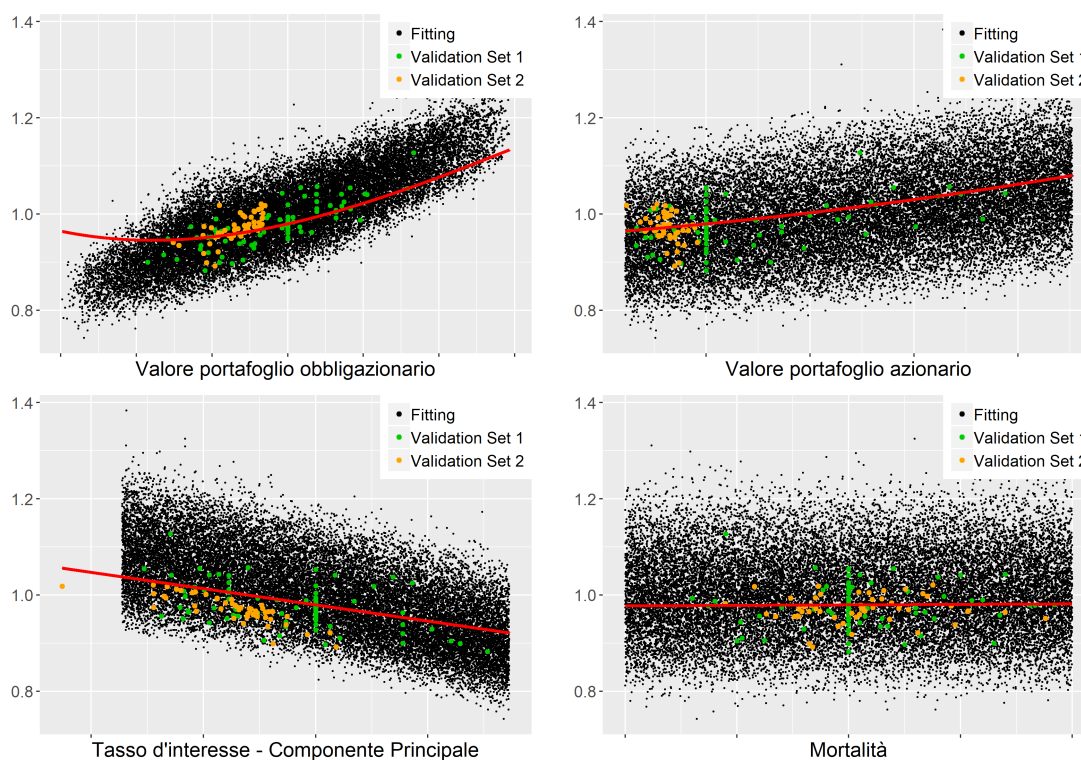 1.4
1.2
1.0
0.8
Fitting
Validation Set 1
Validation Set 2
Valore portafoglio obbligazionario
1.4
1.2
1.0
0.8
Fitting
Validation Set 1
Validation Set 2
Valore portafoglio azionario
1.4
1.2
1.0
0.8
Fitting
Validation Set 1
Validation Set 2
Tasso d'interesse - Componente Principale
1.4
1.2
1.0
0.8
Fitting
Validation Set 1
Validation Set 2
Mortalità